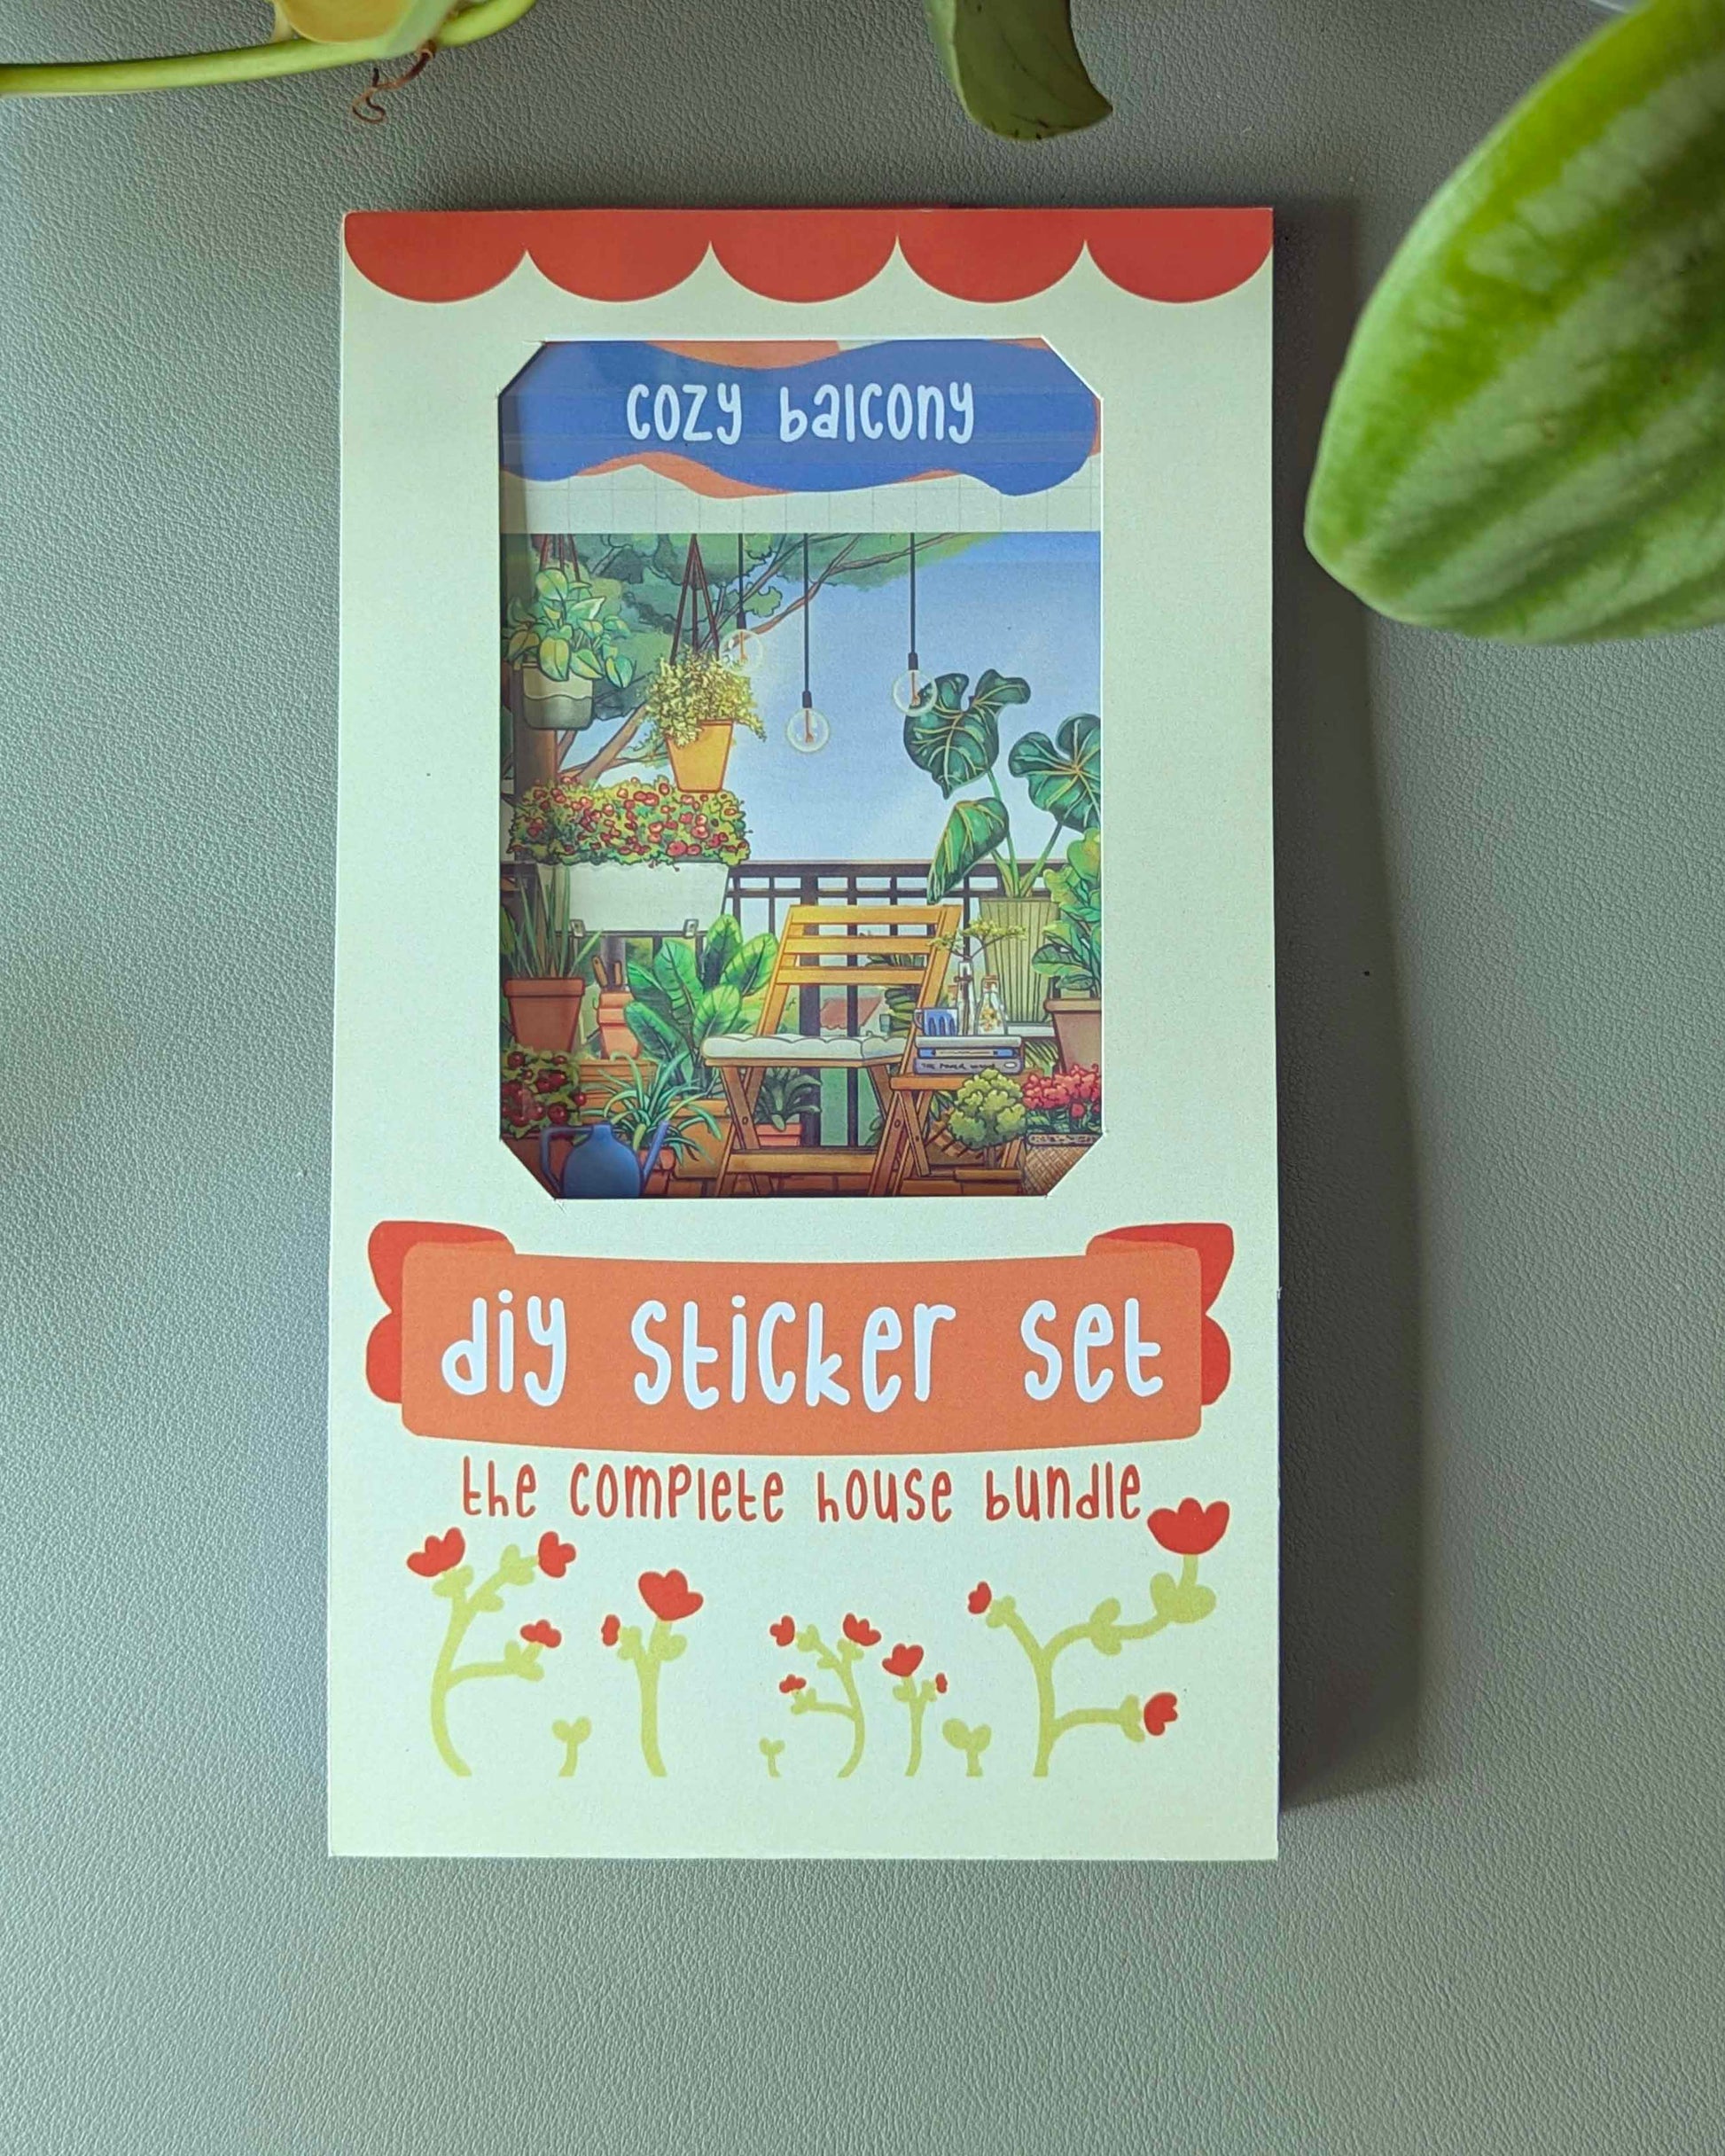 cozy balcony
diy sticker set
the complete house bundle